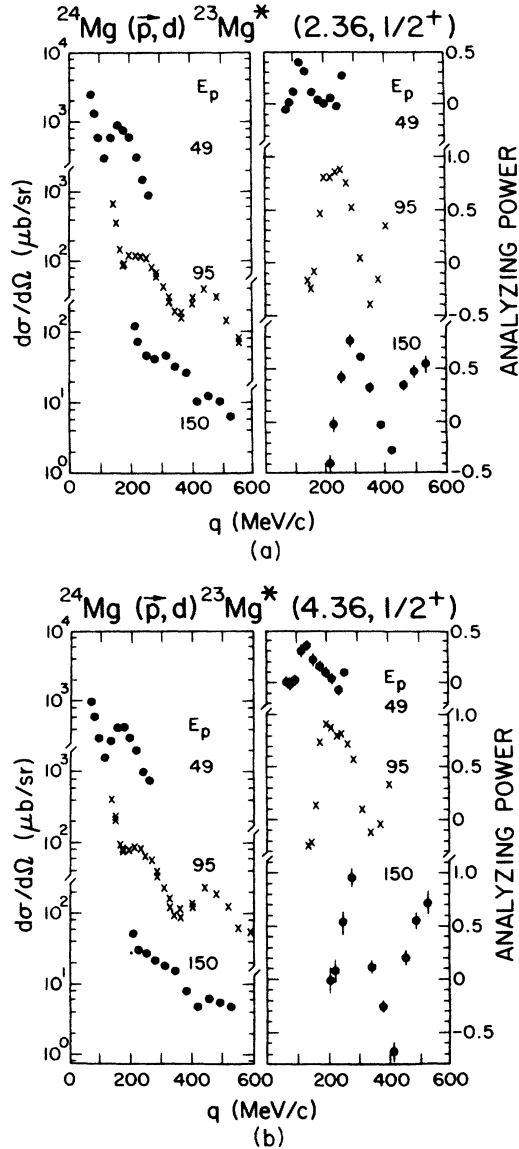 ²⁴Mg (p⃗,d) ²³Mg* (2.36, 1/2⁺)
10⁴
10³
10³
10²
10²
10¹
10⁰
dσ/dΩ (μb/sr)
E_p
49
95
150
E_p
49
95
150
0.5
0
1.0
0.5
0
-0.5
0.5
0
-0.5
ANALYZING POWER
0 200 400 600
0 200 400 600
q (MeV/c) q (MeV/c)
(a)
²⁴Mg (p⃗,d) ²³Mg* (4.36, 1/2⁺)
10⁴
10³
10³
10²
10²
10¹
10⁰
dσ/dΩ (μb/sr)
E_p
49
95
150
E_p
49
95
150
0.5
0
1.0
0.5
0
1.0
0.5
0
-0.5
ANALYZING POWER
0 200 400 600
0 200 400 600
q (MeV/c) q (MeV/c)
(b)